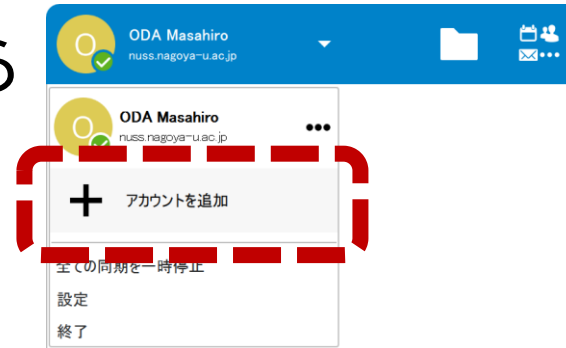 る
O
ODA Masahiro
nuss.nagoya-u.ac.jp
O
ODA Masahiro
nuss.nagoya-u.ac.jp
アカウントを追加
全ての同期を一時停止
設定
終了